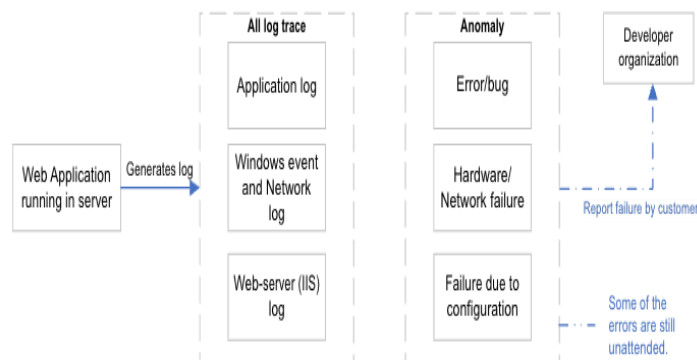 All log trace
Anomaly
Developer
organization
Application log
Error/bug
Web Application
running in server
Generates log
Windows event
and Network
log
Hardware/
Network failure
Report failure by customer
Web-server (IIS)
log
Failure due to
configuration
Some of the
errors are still
unattended.